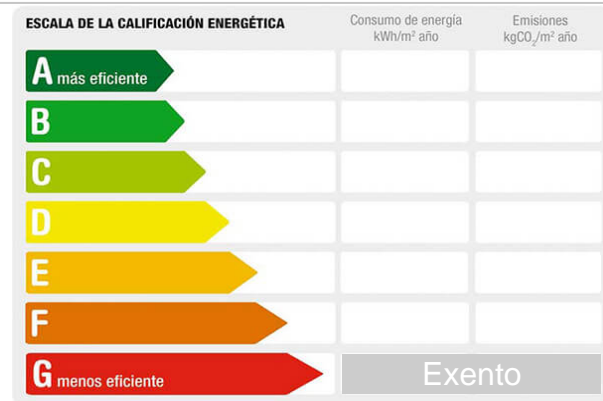 ESCALA DE LA CALIFICACIÓN ENERGÉTICA
Consumo de energía
kWh/m² año
Emisiones
kgCO₂/m² año
A más eficiente
B
C
D
E
F
G menos eficiente
Exento